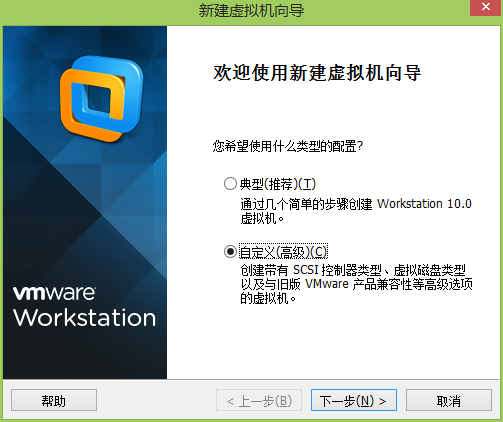 新建虚拟机向导
欢迎使用新建虚拟机向导
您希望使用什么类型的配置?
典型(推荐)(T)
通过几个简单的步骤创建 Workstation 10.0
虚拟机。
自定义(高级)(C)
创建带有 SCSI 控制器类型、虚拟磁盘类型
以及与旧版 VMware 产品兼容性等高级选项
的虚拟机。
vmware
Workstation
帮助
< 上一步(B)
下一步(N) >
取消